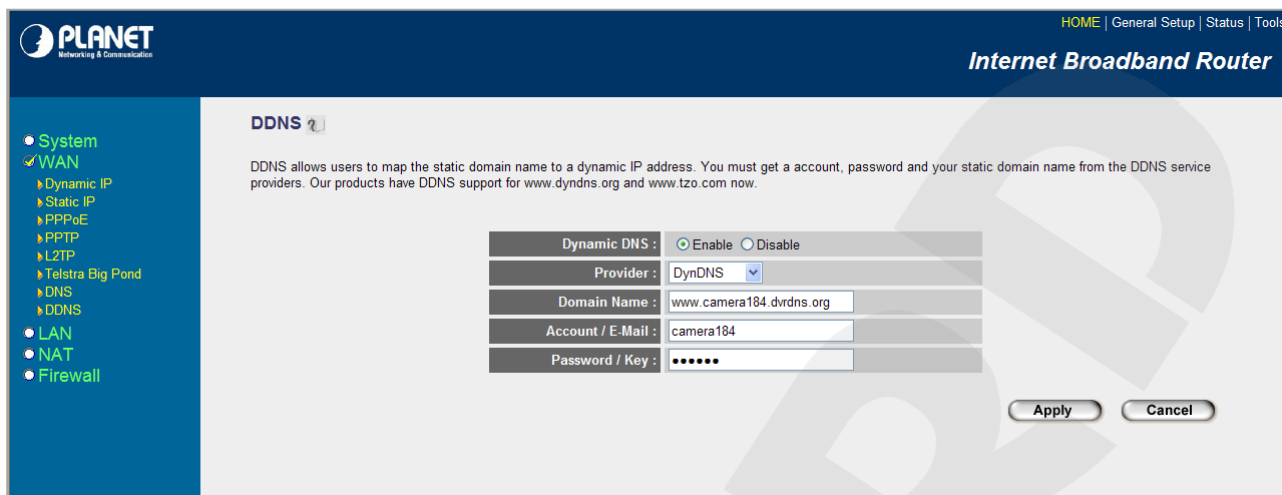 PLANET
Networking & Communication
HOME | General Setup | Status | Tools
Internet Broadband Router
System
WAN
Dynamic IP
Static IP
PPPoE
PPTP
L2TP
Telstra Big Pond
DNS
DDNS
LAN
NAT
Firewall
DDNS
DDNS allows users to map the static domain name to a dynamic IP address. You must get a account, password and your static domain name from the DDNS service
providers. Our products have DDNS support for www.dyndns.org and www.tzo.com now.
Dynamic DNS : Enable Disable
Provider : DynDNS
Domain Name : www.camera184.dvrdns.org
Account / E-Mail : camera184
Password / Key : ••••••
Apply Cancel